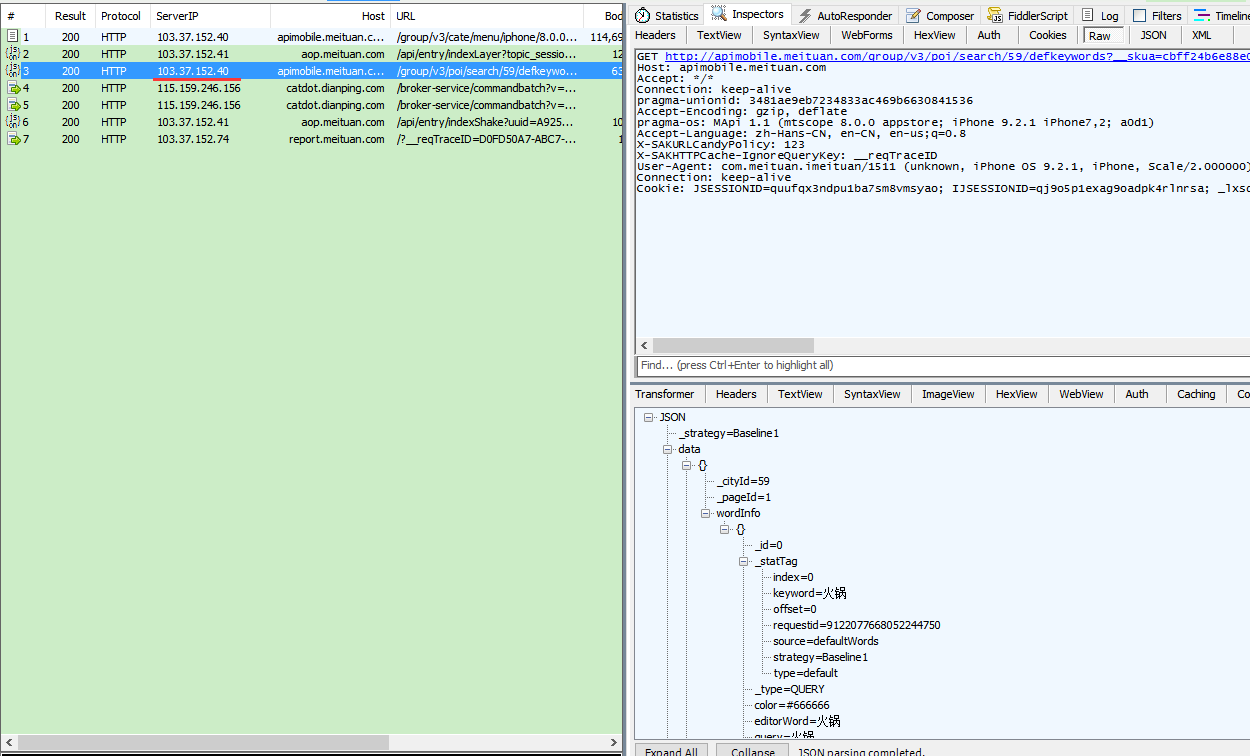 # Result Protocol ServerIP Host URL Bod
1 200 HTTP 103.37.152.40 apimobile.meituan.c... /group/v3/cate/menu/iphone/8.0.0... 114,69
2 200 HTTP 103.37.152.41 aop.meituan.com /api/entry/indexLayer?topic_sessio... 12
3 200 HTTP 103.37.152.40 apimobile.meituan.c... /group/v3/poi/search/59/defkeywo... 63
4 200 HTTP 115.159.246.156 catdot.dianping.com /broker-service/commandbatch?v=...
5 200 HTTP 115.159.246.156 catdot.dianping.com /broker-service/commandbatch?v=...
6 200 HTTP 103.37.152.41 aop.meituan.com /api/entry/indexShake?uuid=A925... 10
7 200 HTTP 103.37.152.74 report.meituan.com /?__reqTraceID=D0FD50A7-ABC7-... 1
Statistics Inspectors AutoResponder Composer FiddlerScript Log Filters Timeline
Headers TextView SyntaxView WebForms HexView Auth Cookies Raw JSON XML
GET http://apimobile.meituan.com/group/v3/poi/search/59/defkeywords?__skua=cbff24b6e88e0
Host: apimobile.meituan.com
Accept: */*
Connection: keep-alive
pragma-unionid: 3481ae9eb7234833ac469b6630841536
Accept-Encoding: gzip, deflate
pragma-os: MApi 1.1 (mtscope 8.0.0 appstore; iPhone 9.2.1 iPhone7,2; a0d1)
Accept-Language: zh-Hans-CN, en-CN, en-us;q=0.8
X-SAKURLCandyPolicy: 123
X-SAKHTTPCache-IgnoreQueryKey: __reqTraceID
User-Agent: com.meituan.imeituan/1511 (unknown, iPhone OS 9.2.1, iPhone, Scale/2.000000)
Connection: keep-alive
Cookie: JSESSIONID=quufqx3ndpu1ba7sm8vmsyao; IJSESSIONID=qj9o5p1exag9oadpk4rlnrsa; _lxsd
Find... (press Ctrl+Enter to highlight all)
Transformer Headers TextView SyntaxView ImageView HexView WebView Auth Caching Co
JSON
_strategy=Baseline1
data
{}
_cityId=59
_pageId=1
wordInfo
{}
_id=0
_statTag
index=0
keyword=火锅
offset=0
requestid=9122077668052244750
source=defaultWords
strategy=Baseline1
type=default
_type=QUERY
color=#666666
editorWord=火锅
query=火锅
Expand All Collapse JSON parsing completed.